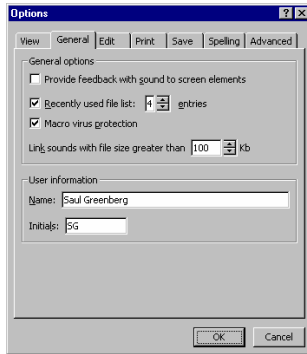 Options
View General Edit Print Save Spelling Advanced
General options
Provide feedback with sound to screen elements
Recently used file list: 4 entries
Macro virus protection
Link sounds with file size greater than 100 Kb
User information
Name: Saul Greenberg
Initials: SG
OK Cancel